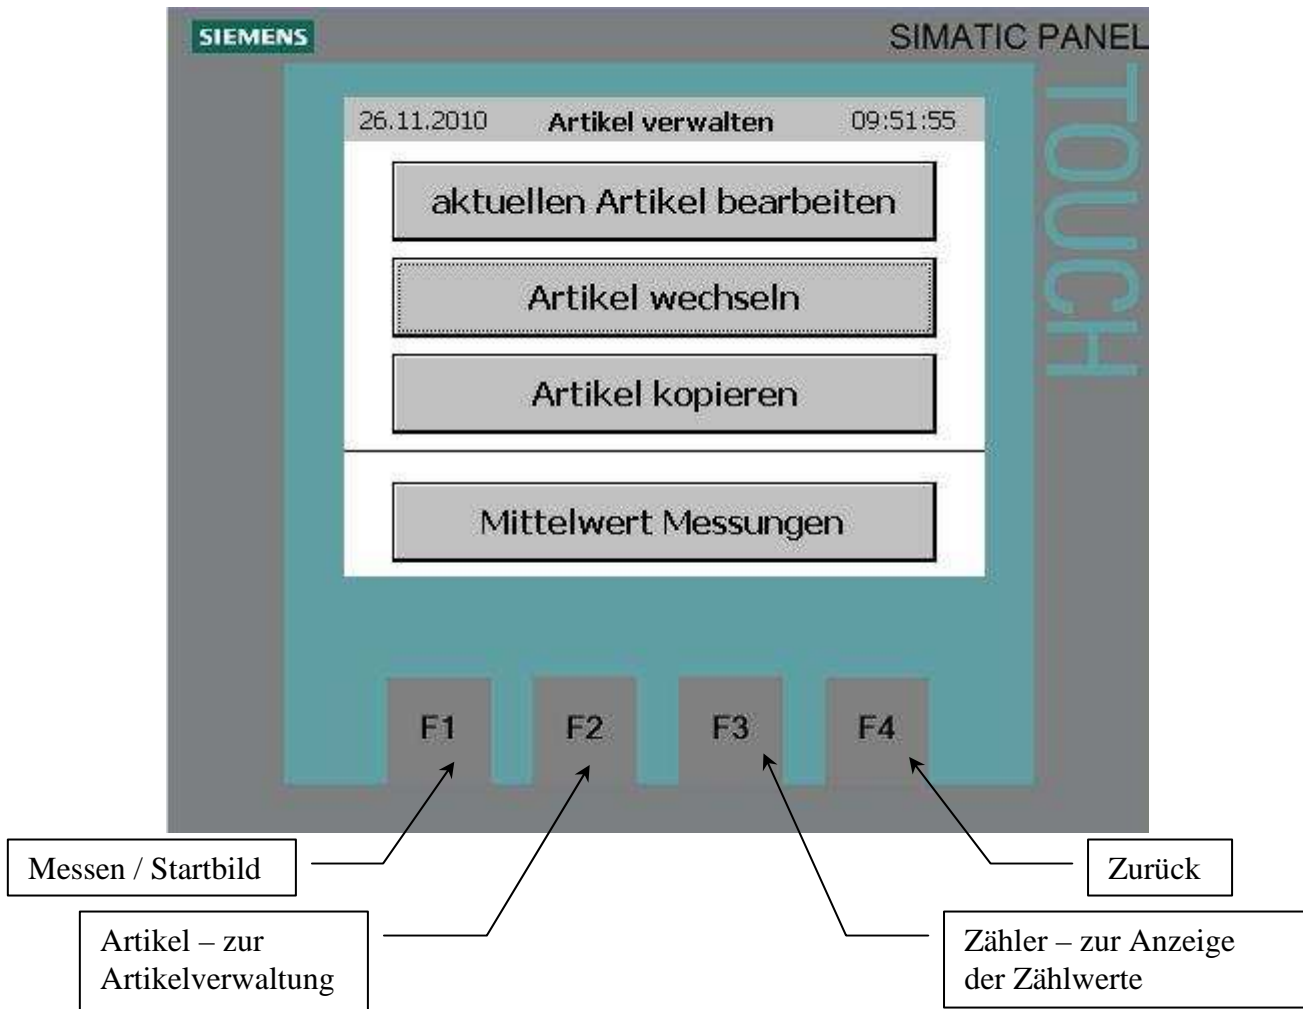 SIEMENS
SIMATIC PANEL
TOUCH
26.11.2010 Artikel verwalten 09:51:55
aktuellen Artikel bearbeiten
Artikel wechseln
Artikel kopieren
Mittelwert Messungen
F1 F2 F3 F4
Messen / Startbild
Zurück
Artikel – zur
Artikelverwaltung
Zähler – zur Anzeige
der Zählwerte